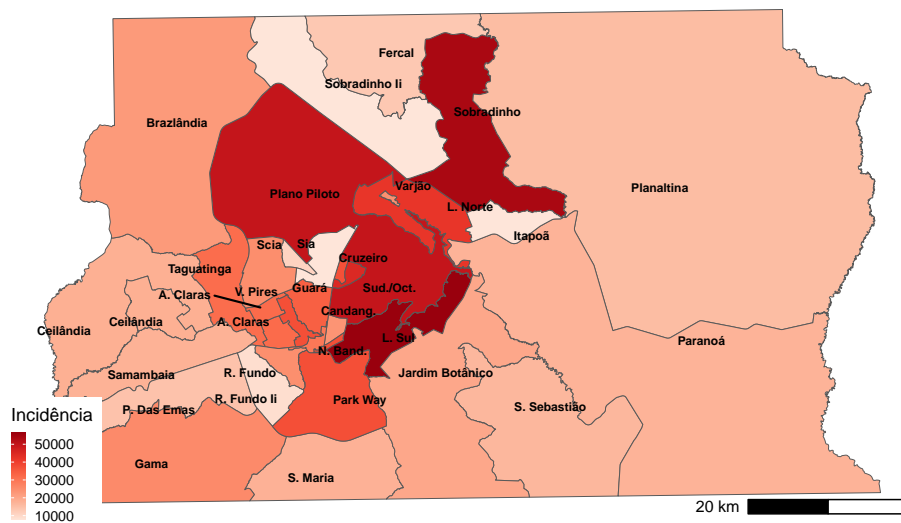 Fercal
Sobradinho Ii
Sobradinho
Brazlândia
Planaltina
Varjão
Plano Piloto
L. Norte
Itapoã
Scia
Sia
Cruzeiro
Taguatinga
Guará
V. Pires
A. Claras
Sud./Oct.
Candang.
Ceilândia
Ceilândia
A. Claras
L. Sul
Paranoá
N. Band.
Samambaia
R. Fundo
Jardim Botânico
R. Fundo Ii
Park Way
S. Sebastião
P. Das Emas
Incidência
50000
40000
30000
20000
10000
Gama
S. Maria
20 km